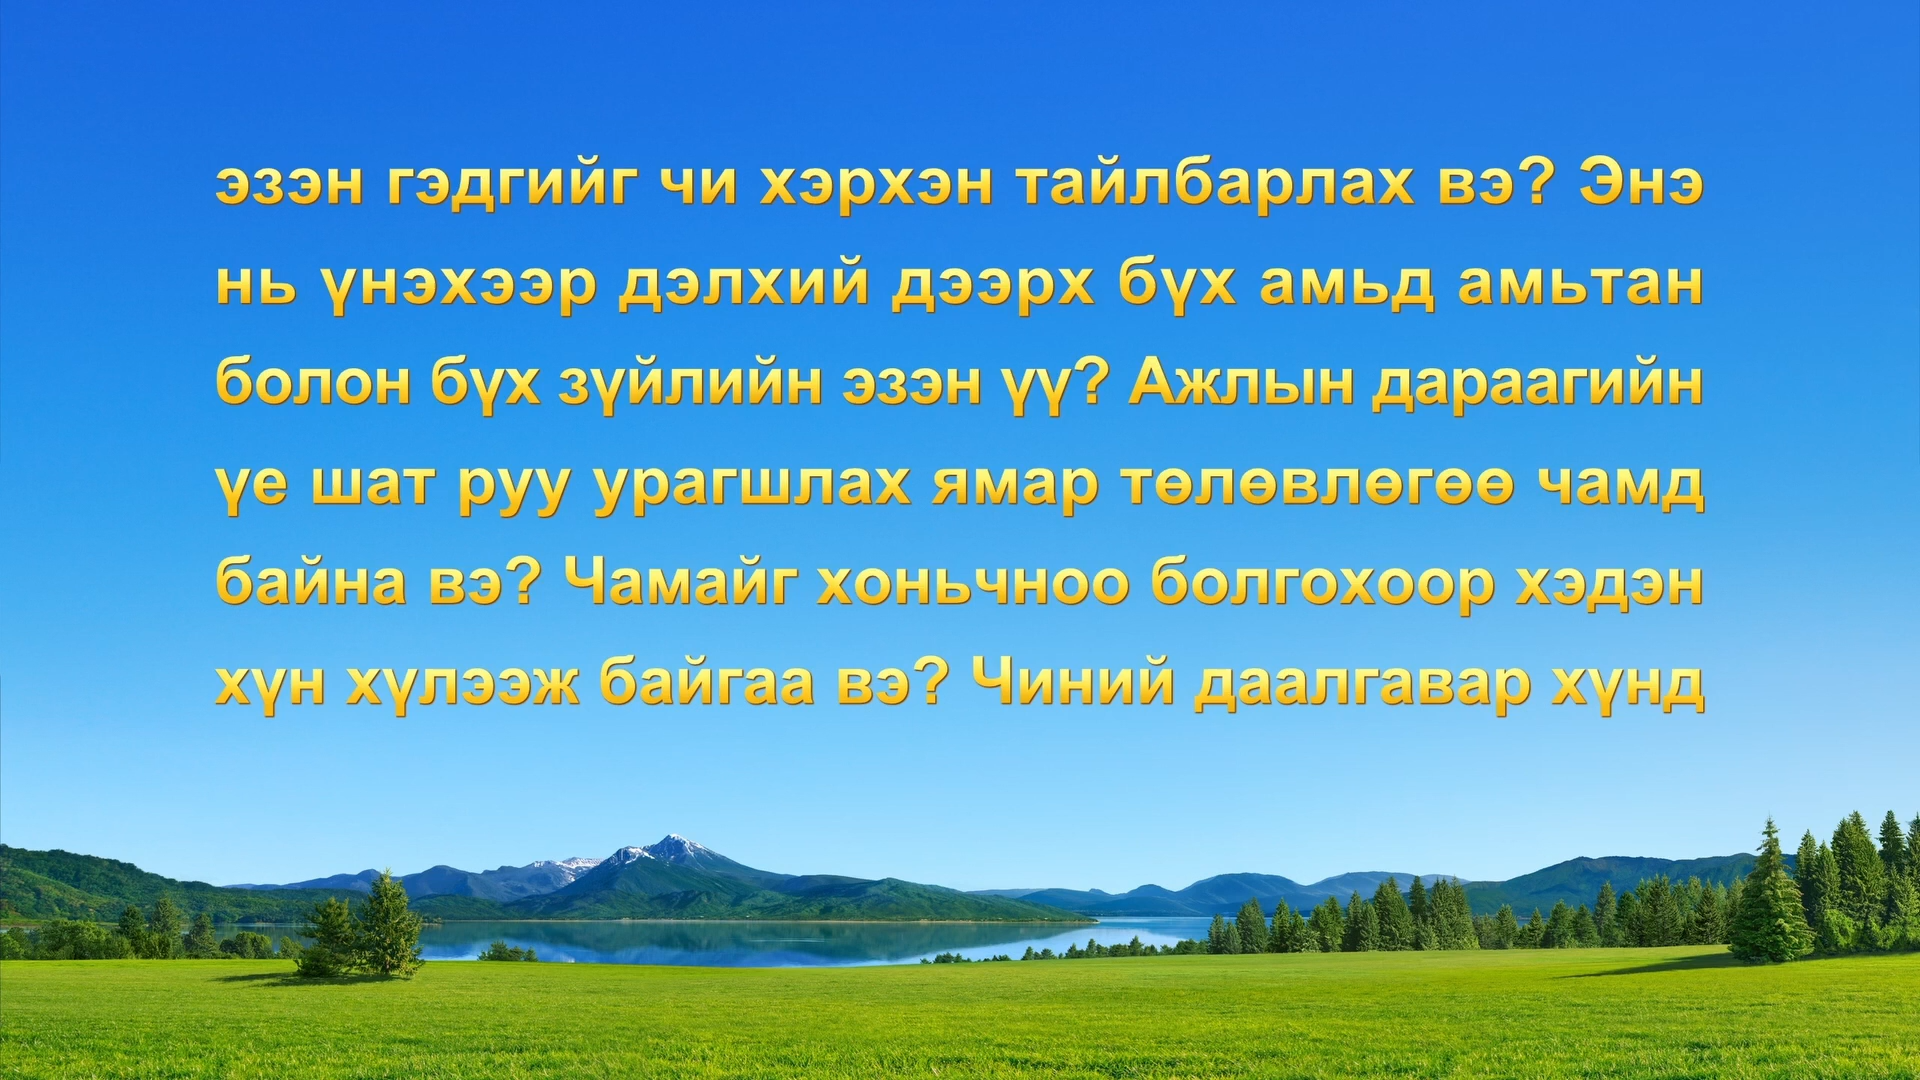 эзэн гэдгийг чи хэрхэн тайлбарлах вэ? Энэ
нь үнэхээр дэлхий дээрх бүх амьд амьтан
болон бүх зүйлийн эзэн үү? Ажлын дараагийн
үе шат руу урагшлах ямар төлөвлөгөө чамд
байна вэ? Чамайг хоньчноо болгохоор хэдэн
хүн хүлээж байгаа вэ? Чиний даалгавар хүнд